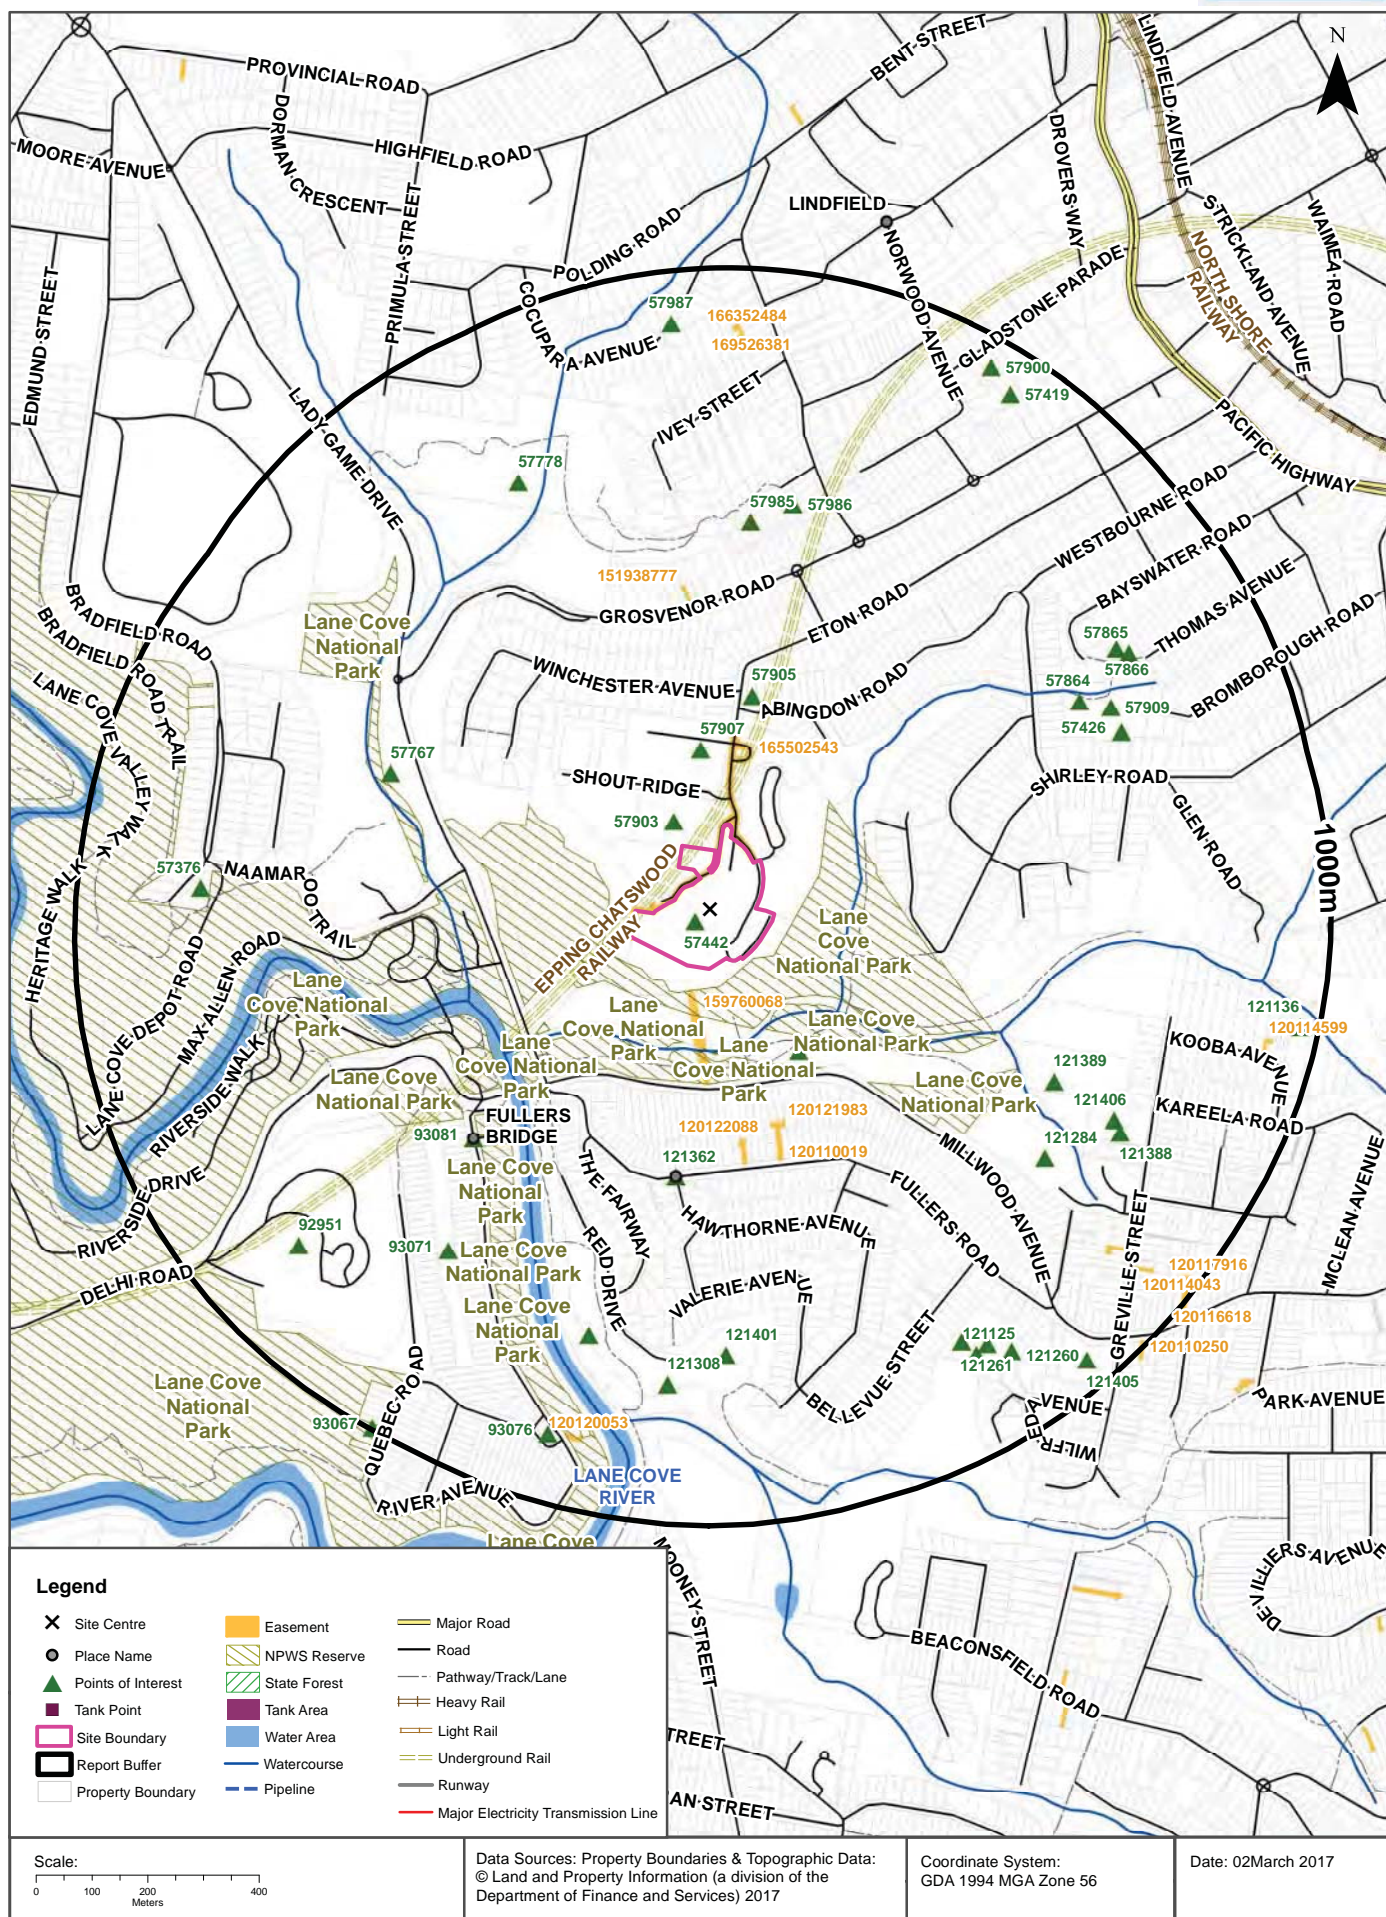 N
PROVINCIAL ROAD
BENT STREET
LINDFIELD AVENUE
DORMAN CRESCENT
HIGHFIELD ROAD
MOORE AVENUE
DROVERS WAY
PRIMULA STREET
LINDFIELD
STRICKLAND AVENUE
WAIMEA ROAD
POLDING ROAD
NORWOOD AVENUE
NORTH SHORE
RAILWAY
GLADSTONE PARADE
EDMUND STREET
COCUPARA AVENUE
57987
166352484
169526381
57900
57419
IVEY STREET
LADY GAME DRIVE
PACIFIC HIGHWAY
57778
57985
57986
WESTBOURNE ROAD
BAYSWATER ROAD
THOMAS AVENUE
151938777
GROSVENOR ROAD
ETON ROAD
BRADFIELD ROAD
BRADFIELD ROAD TRAIL
Lane Cove
National
Park
57865
57866
BROMBOROUGH ROAD
WINCHESTER AVENUE
57905
ABINGDON ROAD
57864
57909
57426
LANE COVE VALLEY WALK
57907
165502543
57767
SHOUT RIDGE
SHIRLEY ROAD
GLEN ROAD
57903
1000m
57376
NAAMAROO TRAIL
HERITAGE WALK
EPPING CHATSWOOD
RAILWAY
57442
Lane
Cove
National Park
LANE COVE DEPOT ROAD
MAX ALLEN ROAD
Lane
Cove National
Park
159760068
Lane
Cove National
Park
Lane Cove
National Park
121136
120114599
RIVERSIDE WALK
Lane
Cove National
Park
Lane
Cove National
Park
KOOBA AVENUE
Lane Cove
National Park
121389
Lane Cove
National Park
121406
KAREELA ROAD
FULLERS
BRIDGE
93081
120121983
120122088
120110019
121284
121388
121362
MILLWOOD AVENUE
MCLEAN AVENUE
Lane Cove
National
Park
THE FAIRWAY
FULLERS ROAD
RIVERSIDE DRIVE
HAWTHORNE AVENUE
GREVILLE STREET
92951
93071
Lane Cove
National Park
REID DRIVE
DELHI ROAD
VALERIE AVENUE
120117916
120114043
120116618
120110250
Lane Cove
National
Park
121401
121125
121261
121260
121405
121308
BELLEVUE STREET
Lane Cove
National
Park
QUEBEC ROAD
WILFRED AVENUE
PARK AVENUE
93067
93076
120120053
LANE COVE
RIVER
RIVER AVENUE
Lane Cove
MOONEY STREET
DE VILLIERS AVENUE
BEACONSFIELD ROAD
TREET
AN STREET
Legend
Site Centre
Place Name
Points of Interest
Tank Point
Site Boundary
Report Buffer
Property Boundary
Easement
NPWS Reserve
State Forest
Tank Area
Water Area
Watercourse
Pipeline
Major Road
Road
Pathway/Track/Lane
Heavy Rail
Light Rail
Underground Rail
Runway
Major Electricity Transmission Line
Scale:
0 100 200 400
Meters
Data Sources: Property Boundaries & Topographic Data:
© Land and Property Information (a division of the
Department of Finance and Services) 2017
Coordinate System:
GDA 1994 MGA Zone 56
Date: 02March 2017